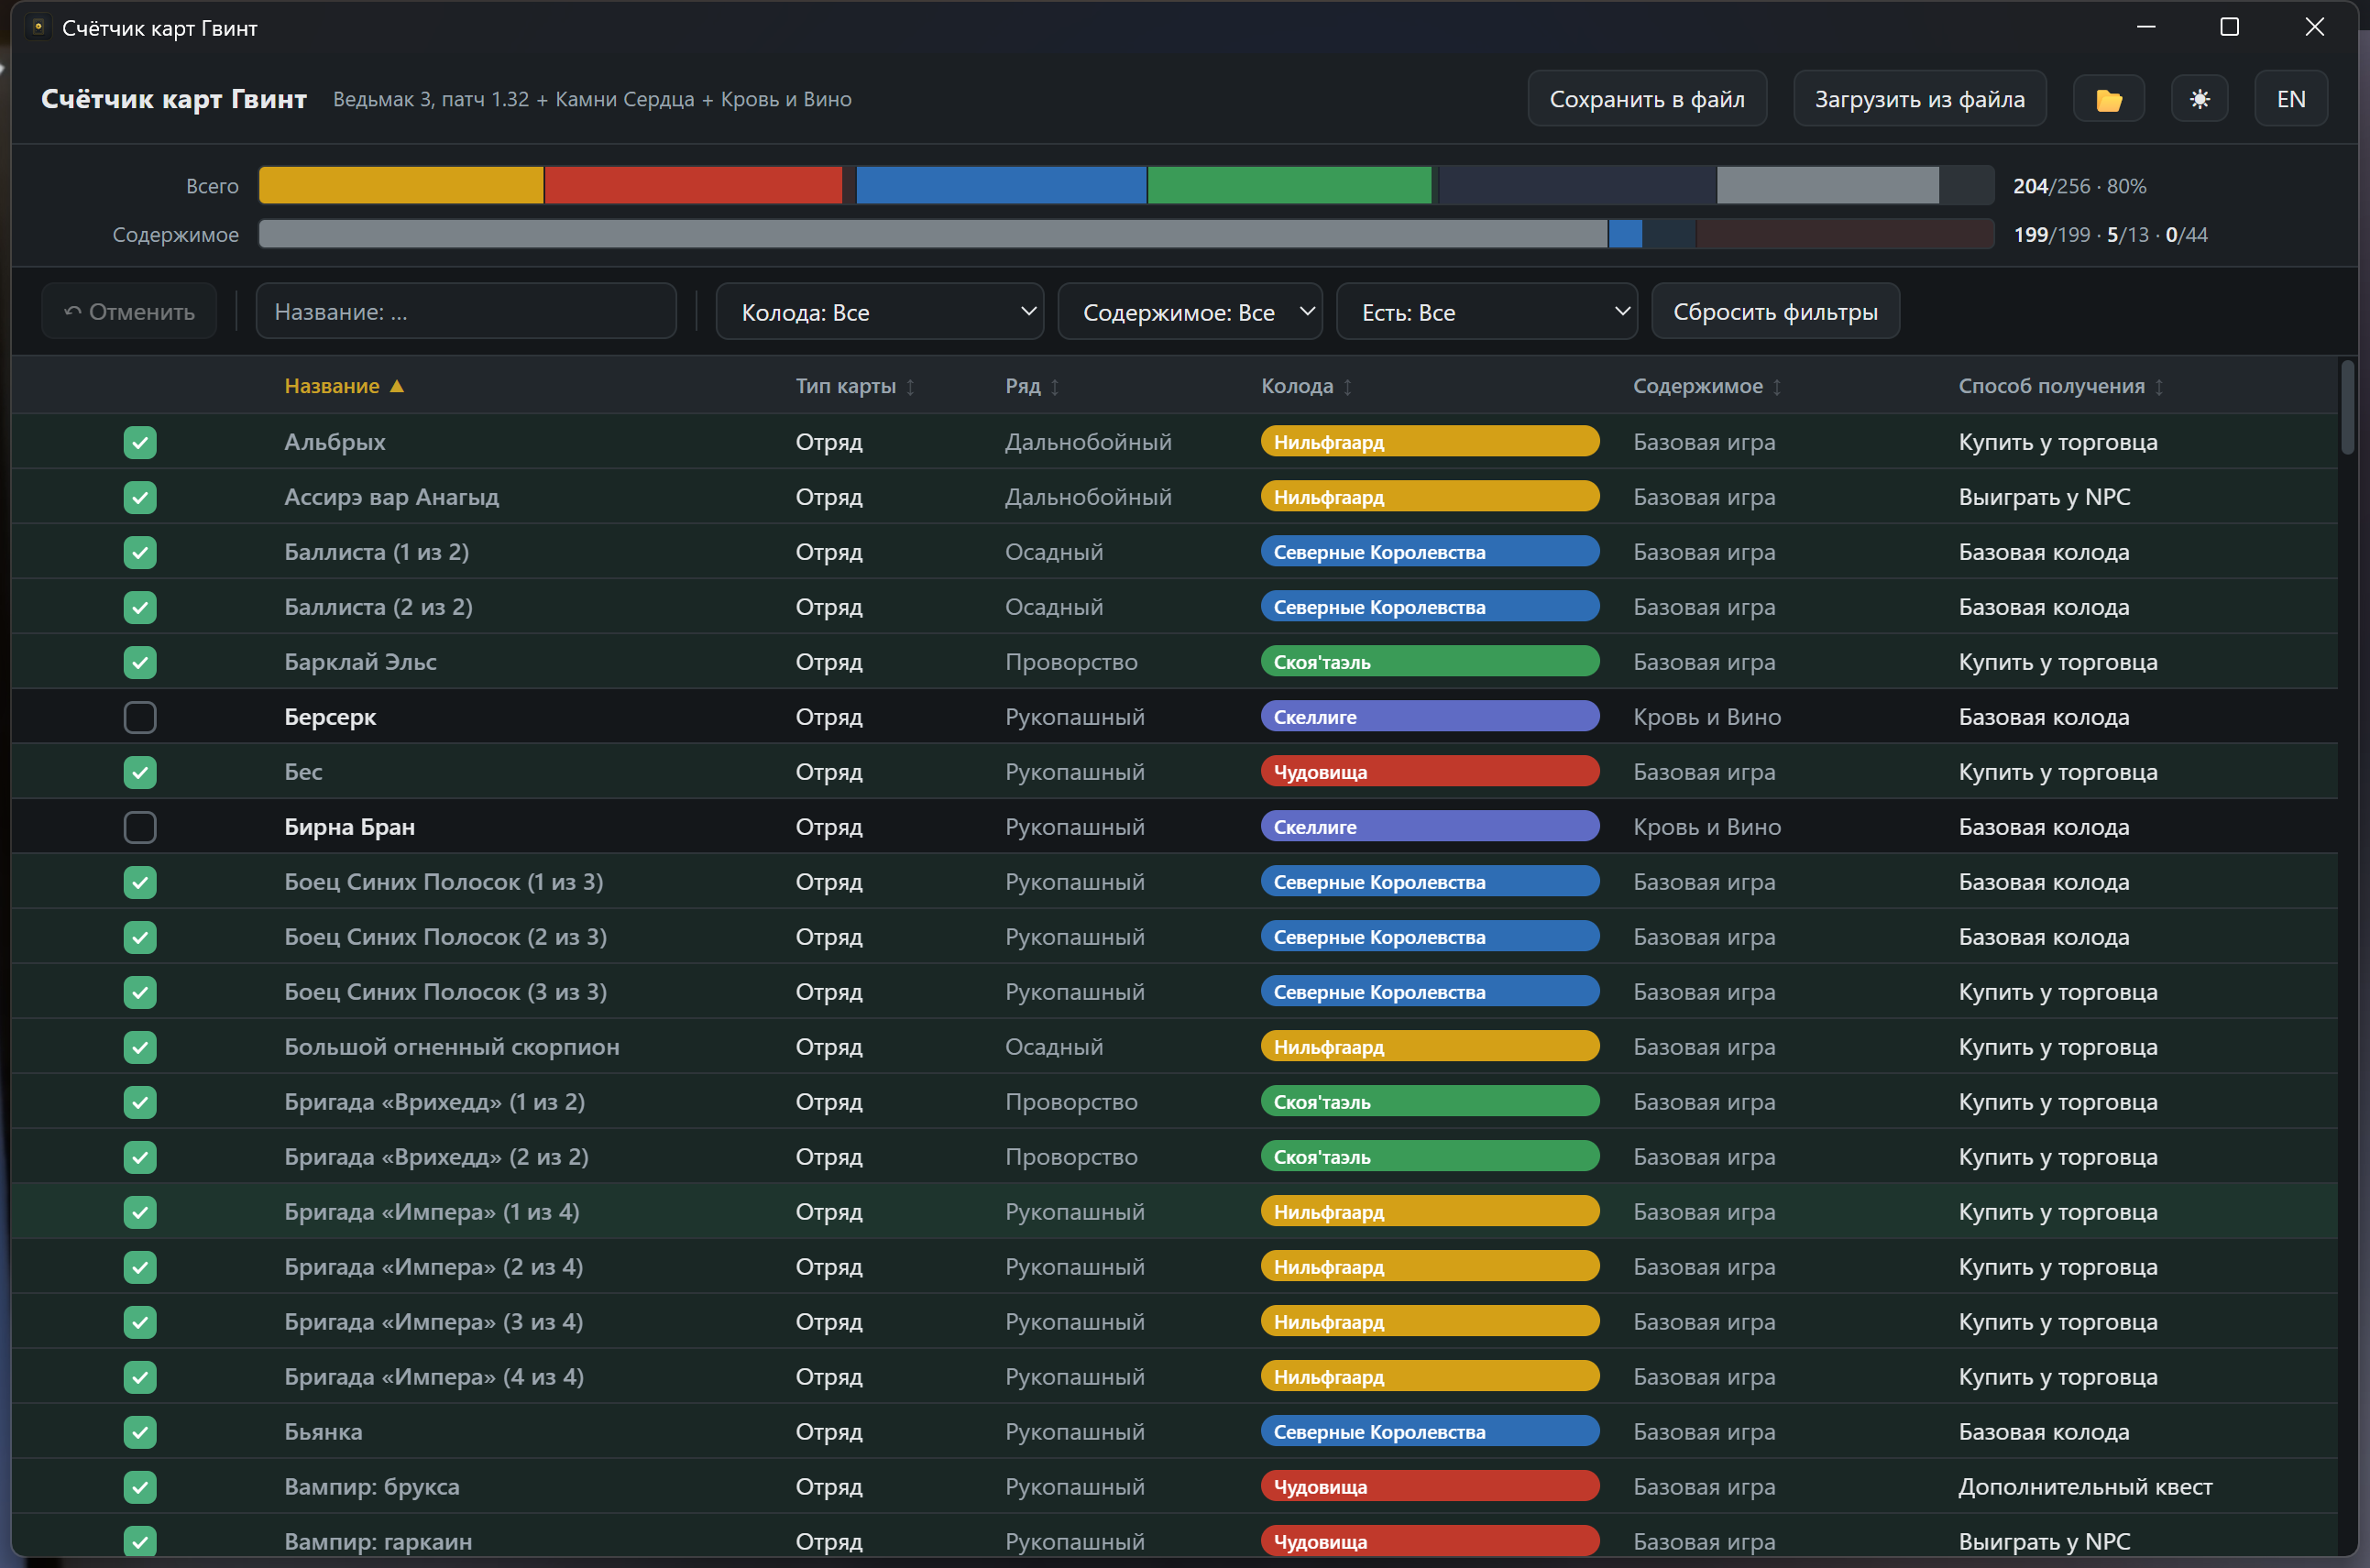 Счётчик карт Гвинт
Счётчик карт Гвинт Ведьмак 3, патч 1.32 + Камни Сердца + Кровь и Вино Сохранить в файл Загрузить из файла EN
Всего 204/256 · 80%
Содержимое 199/199 · 5/13 · 0/44
↶ Отменить Название: ... Колода: Все Содержимое: Все Есть: Все Сбросить фильтры
Название ▲ Тип карты ↕ Ряд ↕ Колода ↕ Содержимое ↕ Способ получения ↕
Альбрых Отряд Дальнобойный Нильфгаард Базовая игра Купить у торговца
Ассирэ вар Анагыд Отряд Дальнобойный Нильфгаард Базовая игра Выиграть у NPC
Баллиста (1 из 2) Отряд Осадный Северные Королевства Базовая игра Базовая колода
Баллиста (2 из 2) Отряд Осадный Северные Королевства Базовая игра Базовая колода
Барклай Эльс Отряд Проворство Скоя'таэль Базовая игра Купить у торговца
Берсерк Отряд Рукопашный Скеллиге Кровь и Вино Базовая колода
Бес Отряд Рукопашный Чудовища Базовая игра Купить у торговца
Бирна Бран Отряд Рукопашный Скеллиге Кровь и Вино Базовая колода
Боец Синих Полосок (1 из 3) Отряд Рукопашный Северные Королевства Базовая игра Базовая колода
Боец Синих Полосок (2 из 3) Отряд Рукопашный Северные Королевства Базовая игра Базовая колода
Боец Синих Полосок (3 из 3) Отряд Рукопашный Северные Королевства Базовая игра Купить у торговца
Большой огненный скорпион Отряд Осадный Нильфгаард Базовая игра Купить у торговца
Бригада «Врихедд» (1 из 2) Отряд Проворство Скоя'таэль Базовая игра Купить у торговца
Бригада «Врихедд» (2 из 2) Отряд Проворство Скоя'таэль Базовая игра Купить у торговца
Бригада «Импера» (1 из 4) Отряд Рукопашный Нильфгаард Базовая игра Купить у торговца
Бригада «Импера» (2 из 4) Отряд Рукопашный Нильфгаард Базовая игра Купить у торговца
Бригада «Импера» (3 из 4) Отряд Рукопашный Нильфгаард Базовая игра Купить у торговца
Бригада «Импера» (4 из 4) Отряд Рукопашный Нильфгаард Базовая игра Купить у торговца
Бьянка Отряд Рукопашный Северные Королевства Базовая игра Базовая колода
Вампир: брукса Отряд Рукопашный Чудовища Базовая игра Дополнительный квест
Вампир: гаркаин Отряд Рукопашный Чудовища Базовая игра Выиграть у NPC